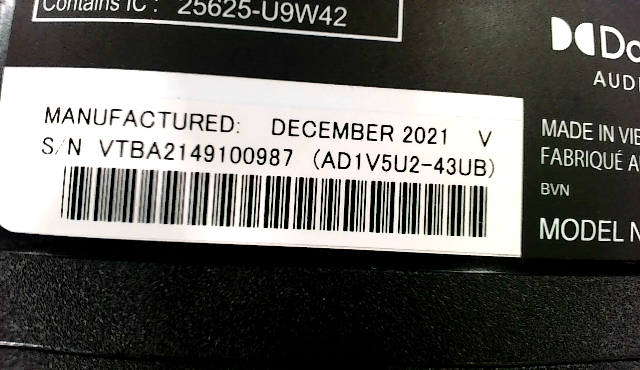 Contains IC : 25625-U9W42
MANUFACTURED: DECEMBER 2021 V
S/N VTBA2149100987 (AD1V5U2-43UB)
AUDI
MADE IN VIE
FABRIQUÉ A
BVN
MODEL N